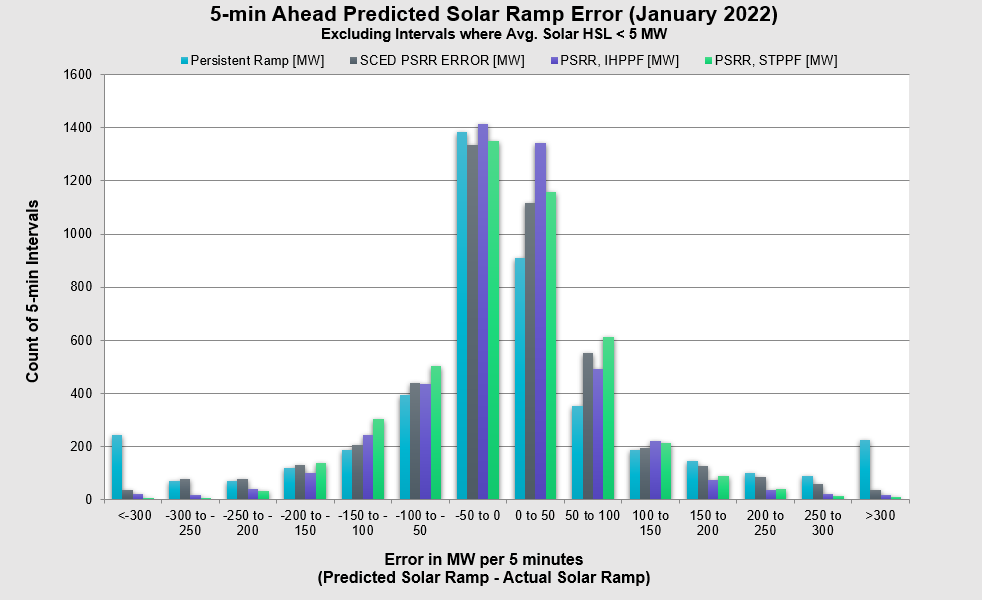 5-min Ahead Predicted Solar Ramp Error (January 2022)
Excluding Intervals where Avg. Solar HSL < 5 MW
Persistent Ramp [MW] SCED PSRR ERROR [MW] PSRR, IHPPF [MW] PSRR, STPPF [MW]
1600
1400
1200
1000
800
600
400
200
0
Count of 5-min Intervals
<-300 -300 to - -250 to - -200 to - -150 to - -100 to - -50 to 0 0 to 50 50 to 100 100 to 150 to 200 to 250 to >300
250 200 150 100 50 150 200 250 300
Error in MW per 5 minutes
(Predicted Solar Ramp - Actual Solar Ramp)